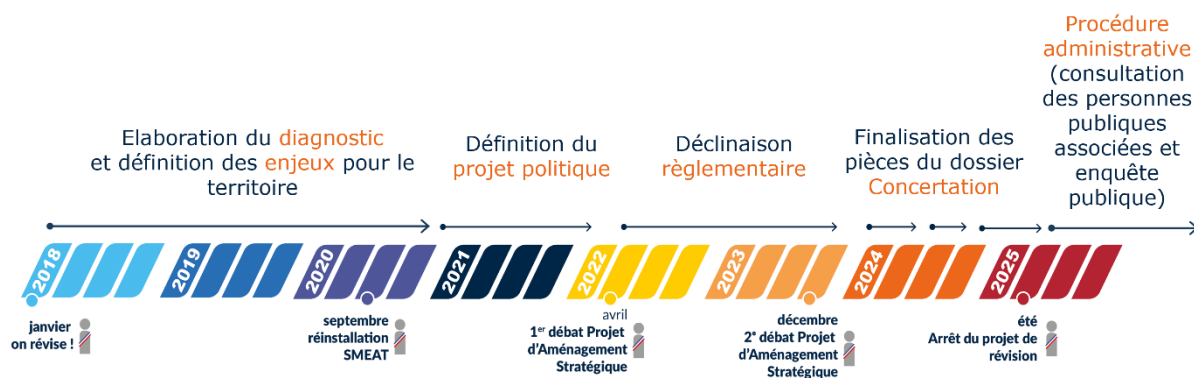 Elaboration du diagnostic
et définition des enjeux pour le
territoire
Définition du
projet politique
Déclinaison
règlementaire
Finalisation des
pièces du dossier
Concertation
Procédure
administrative
(consultation
des personnes
publiques
associées et
enquête
publique)
2018
2019
2020
2021
2022
2023
2024
2025
janvier
on révise !
septembre
réinstallation
SMEAT
avril
1er débat Projet
d'Aménagement
Stratégique
décembre
2e débat Projet
d'Aménagement
Stratégique
été
Arrêt du projet de
révision